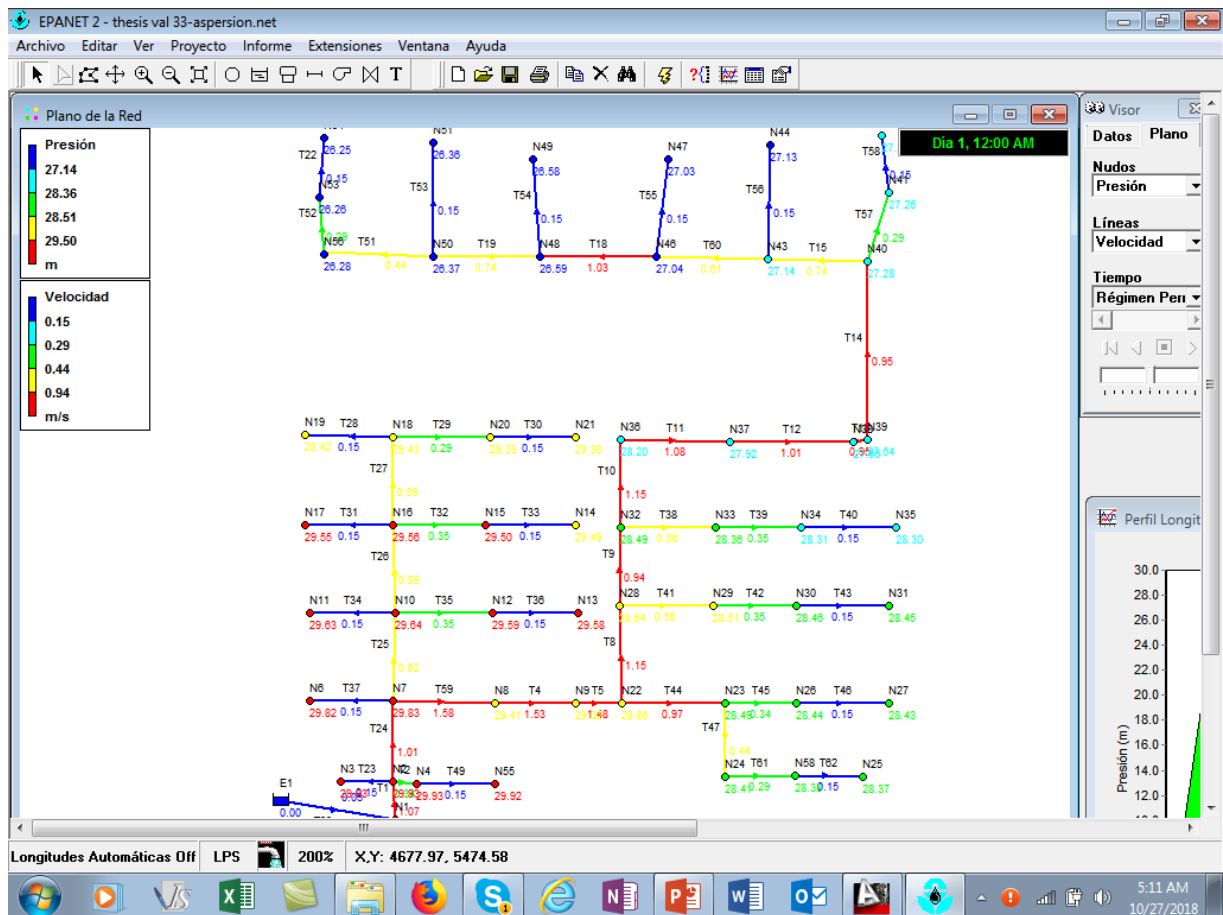 EPANET 2 - thesis val 33-aspersion.net
Archivo Editar Ver Proyecto Informe Extensiones Ventana Ayuda
T
Plano de la Red
Presión
27.14
28.36
28.51
29.50
m
Velocidad
0.15
0.29
0.44
0.94
m/s
Día 1, 12:00 AM
Visor
Datos Plano
Nudos
Presión
Líneas
Velocidad
Tiempo
Régimen Pen
N51 N49 N47 N44
T22 26.25 26.36 26.58 27.03 27.13 T58
0.15 0.15
N53 N41
T53 T54 T55 T56
T52 26.26 27.26
0.15 0.15 0.15 0.15 T57
0.29 0.29
T51 N50 T19 N48 T18 N46 T60 N43 T15 N40
26.28 0.44 26.37 0.74 26.59 1.03 27.04 0.61 27.14 0.74 27.28
T14
0.95
N19 T28 N18 T29 N20 T30 N21 N36 T11 N37 T12 N39
29.42 0.15 29.43 0.29 29.39 0.15 29.38 28.20 1.08 27.92 1.01 0.95
T27 T10
0.59 1.15
N17 T31 N16 T32 N15 T33 N14 N32 T38 N33 T39 N34 T40 N35
29.55 0.15 29.56 0.35 29.50 0.15 29.49 28.49 28.36 0.35 28.31 0.15 28.30
T26 T9
0.59 0.94
N11 T34 N10 T35 N12 T36 N13 N28 T41 N29 T42 N30 T43 N31
29.63 0.15 29.64 0.35 29.59 0.15 29.58 28.64 28.51 0.35 28.46 0.15 28.45
T25 T8
0.92 1.15
N6 T37 N7 T59 N8 T4 N9 T5 N22 T44 N23 T45 N26 T46 N27
29.82 0.15 29.83 1.58 29.41 1.53 1.48 28.86 0.97 28.49 0.34 28.44 0.15 28.43
T24 T47
1.01 0.44
N3 T23 N4 T49 N55 N24 T61 N58 T62 N25
29.93 0.15 29.92 28.41 0.29 0.15 28.37
E1 T1
0.00 N1
1.07
Perfil Longit
30.0
28.0
26.0
24.0
22.0
20.0
18.0
16.0
14.0
12.0
Presión (m)
Longitudes Automáticas Off LPS 200% X,Y: 4677.97, 5474.58
5:11 AM
10/27/2018